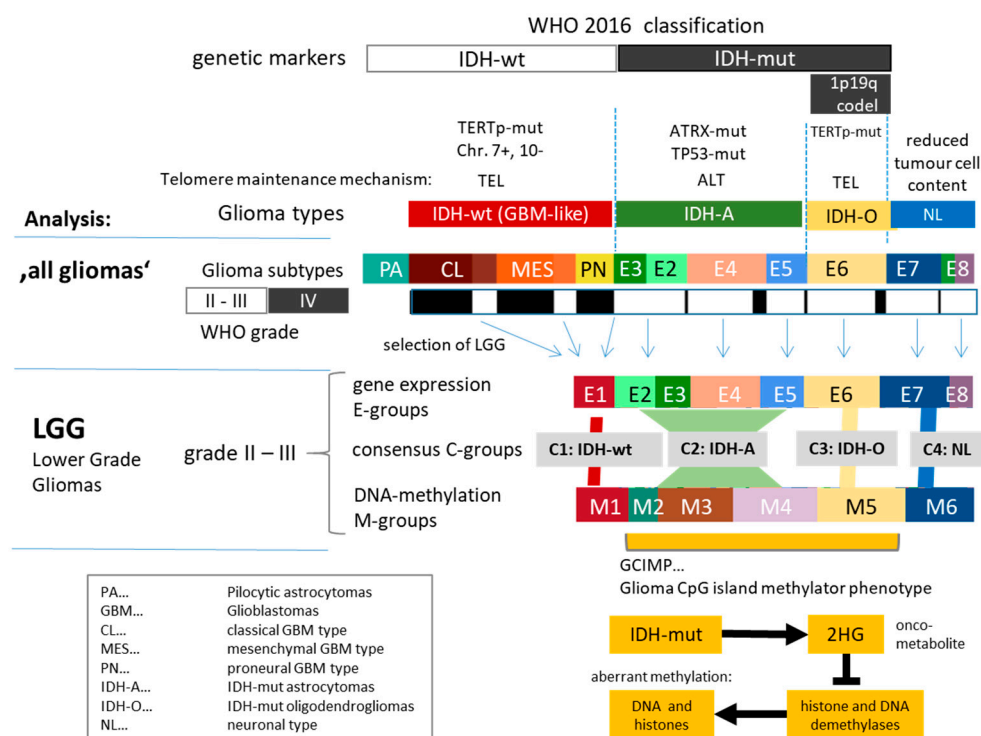 WHO 2016 classification
genetic markers
IDH-wt
IDH-mut
1p19q
codel
TERTp-mut
Chr. 7+, 10-
ATRX-mut
TP53-mut
TERTp-mut
reduced
tumour cell
content
Telomere maintenance mechanism:
TEL
ALT
TEL
Analysis:
Glioma types
IDH-wt (GBM-like)
IDH-A
IDH-O
NL
‚all gliomas‘
Glioma subtypes
PA
CL
MES
PN
E3
E2
E4
E5
E6
E7
E8
II - III
IV
WHO grade
selection of LGG
gene expression
E-groups
E1
E2
E3
E4
E5
E6
E7
E8
LGG
Lower Grade
Gliomas
grade II – III
consensus C-groups
C1: IDH-wt
C2: IDH-A
C3: IDH-O
C4: NL
DNA-methylation
M-groups
M1
M2
M3
M4
M5
M6
GCIMP...
Glioma CpG island methylator phenotype
PA... Pilocytic astrocytomas
GBM... Glioblastomas
CL... classical GBM type
MES... mesenchymal GBM type
PN... proneural GBM type
IDH-A... IDH-mut astrocytomas
IDH-O... IDH-mut oligodendrogliomas
NL... neuronal type
IDH-mut
2HG
onco-
metabolite
aberrant methylation:
DNA and
histones
histone and DNA
demethylases